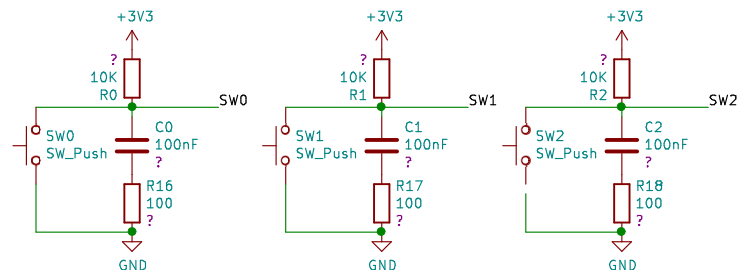 +3V3 +3V3 +3V3
? ? ?
10K 10K 10K
R0 R1 R2
SW0 SW1 SW2
C0 C1 C2
SW0 100nF SW1 100nF SW2 100nF
SW_Push ? SW_Push ? SW_Push ?
R16 R17 R18
100 100 100
? ? ?
GND GND GND